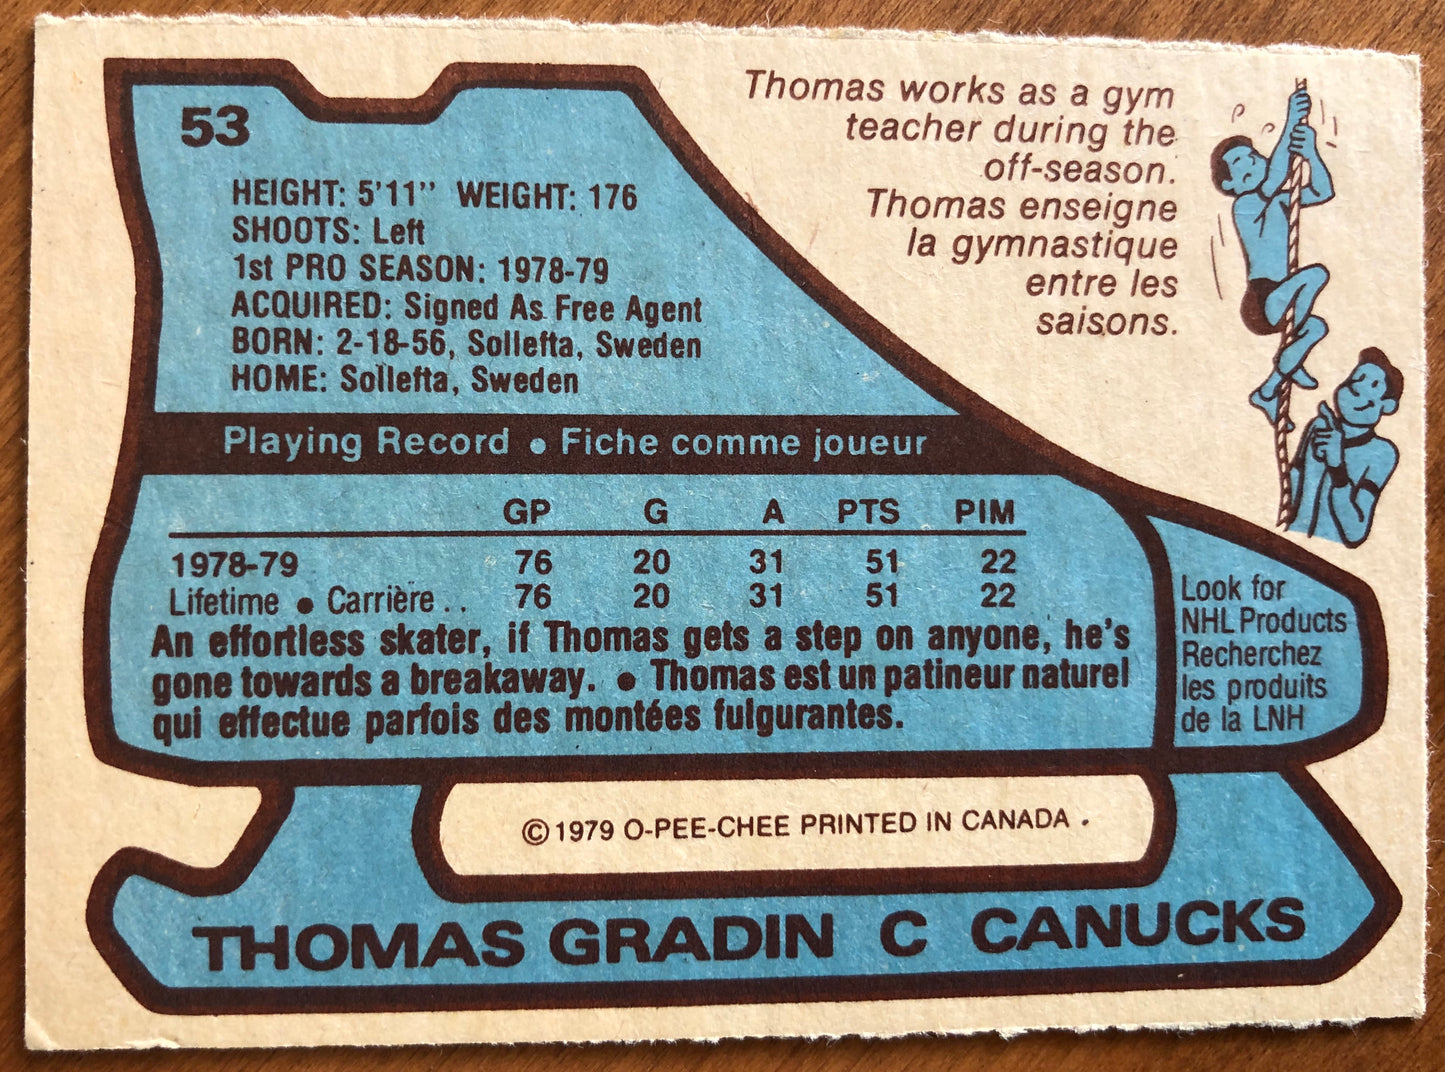 53
Thomas works as a gym
teacher during the
off-season.
Thomas enseigne
la gymnastique
entre les
saisons.
HEIGHT: 5'11" WEIGHT: 176
SHOOTS: Left
1st PRO SEASON: 1978-79
ACQUIRED: Signed As Free Agent
BORN: 2-18-56, Sollefta, Sweden
HOME: Sollefta, Sweden
Playing Record • Fiche comme joueur
GP G A PTS PIM
1978-79 76 20 31 51 22
Lifetime • Carrière .. 76 20 31 51 22
An effortless skater, if Thomas gets a step on anyone, he's
gone towards a breakaway. • Thomas est un patineur naturel
qui effectue parfois des montées fulgurantes.
Look for
NHL Products
Recherchez
les produits
de la LNH
© 1979 O-PEE-CHEE PRINTED IN CANADA .
THOMAS GRADIN C CANUCKS